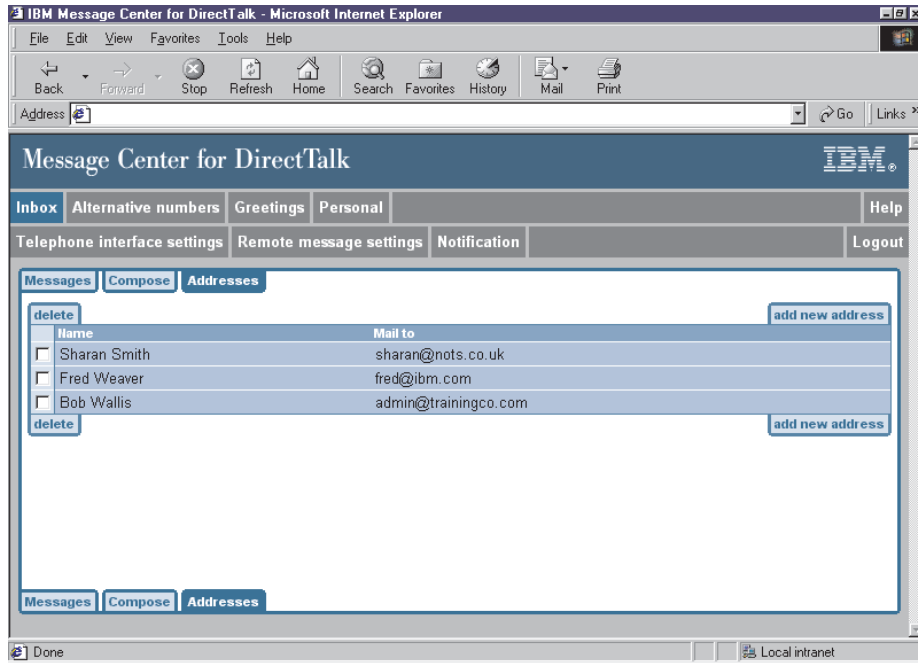 IBM Message Center for DirectTalk - Microsoft Internet Explorer
File Edit View Favorites Tools Help
Back Forward Stop Refresh Home Search Favorites History Mail Print
Address Go Links »
Message Center for DirectTalk IBM®
Inbox Alternative numbers Greetings Personal Help
Telephone interface settings Remote message settings Notification Logout
Messages Compose Addresses
delete add new address
Name Mail to
Sharan Smith sharan@nots.co.uk
Fred Weaver fred@ibm.com
Bob Wallis admin@trainingco.com
delete add new address
Messages Compose Addresses
Done Local intranet